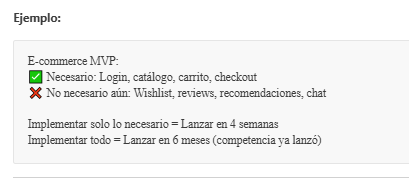 Ejemplo:
E-commerce MVP:
✅ Necesario: Login, catálogo, carrito, checkout
❌ No necesario aún: Wishlist, reviews, recomendaciones, chat
Implementar solo lo necesario = Lanzar en 4 semanas
Implementar todo = Lanzar en 6 meses (competencia ya lanzó)